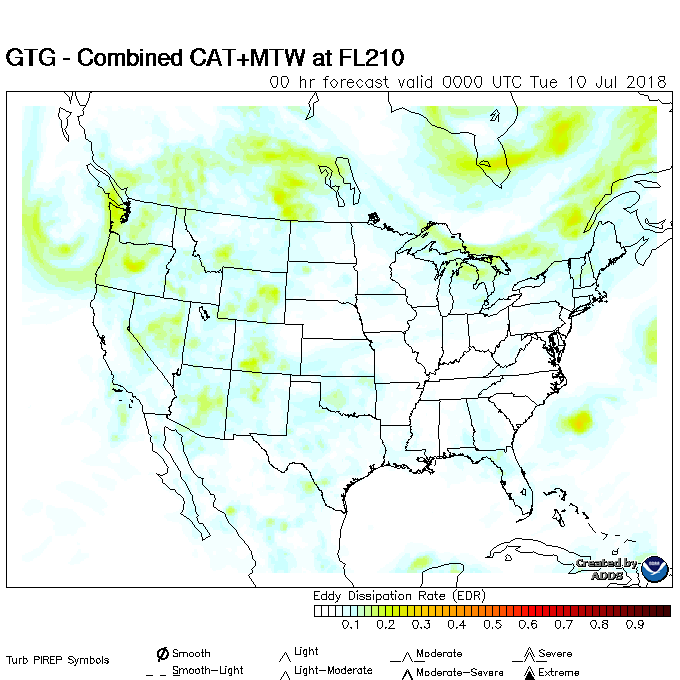 GTG - Combined CAT+MTW at FL210
00 hr forecast valid 0000 UTC Tue 10 Jul 2018
Created by
ADDS
Eddy Dissipation Rate (EDR)
0.1 0.2 0.3 0.4 0.5 0.6 0.7 0.8 0.9
Turb PIREP Symbols
Smooth Light Moderate Severe
Smooth-Light Light-Moderate Moderate-Severe Extreme